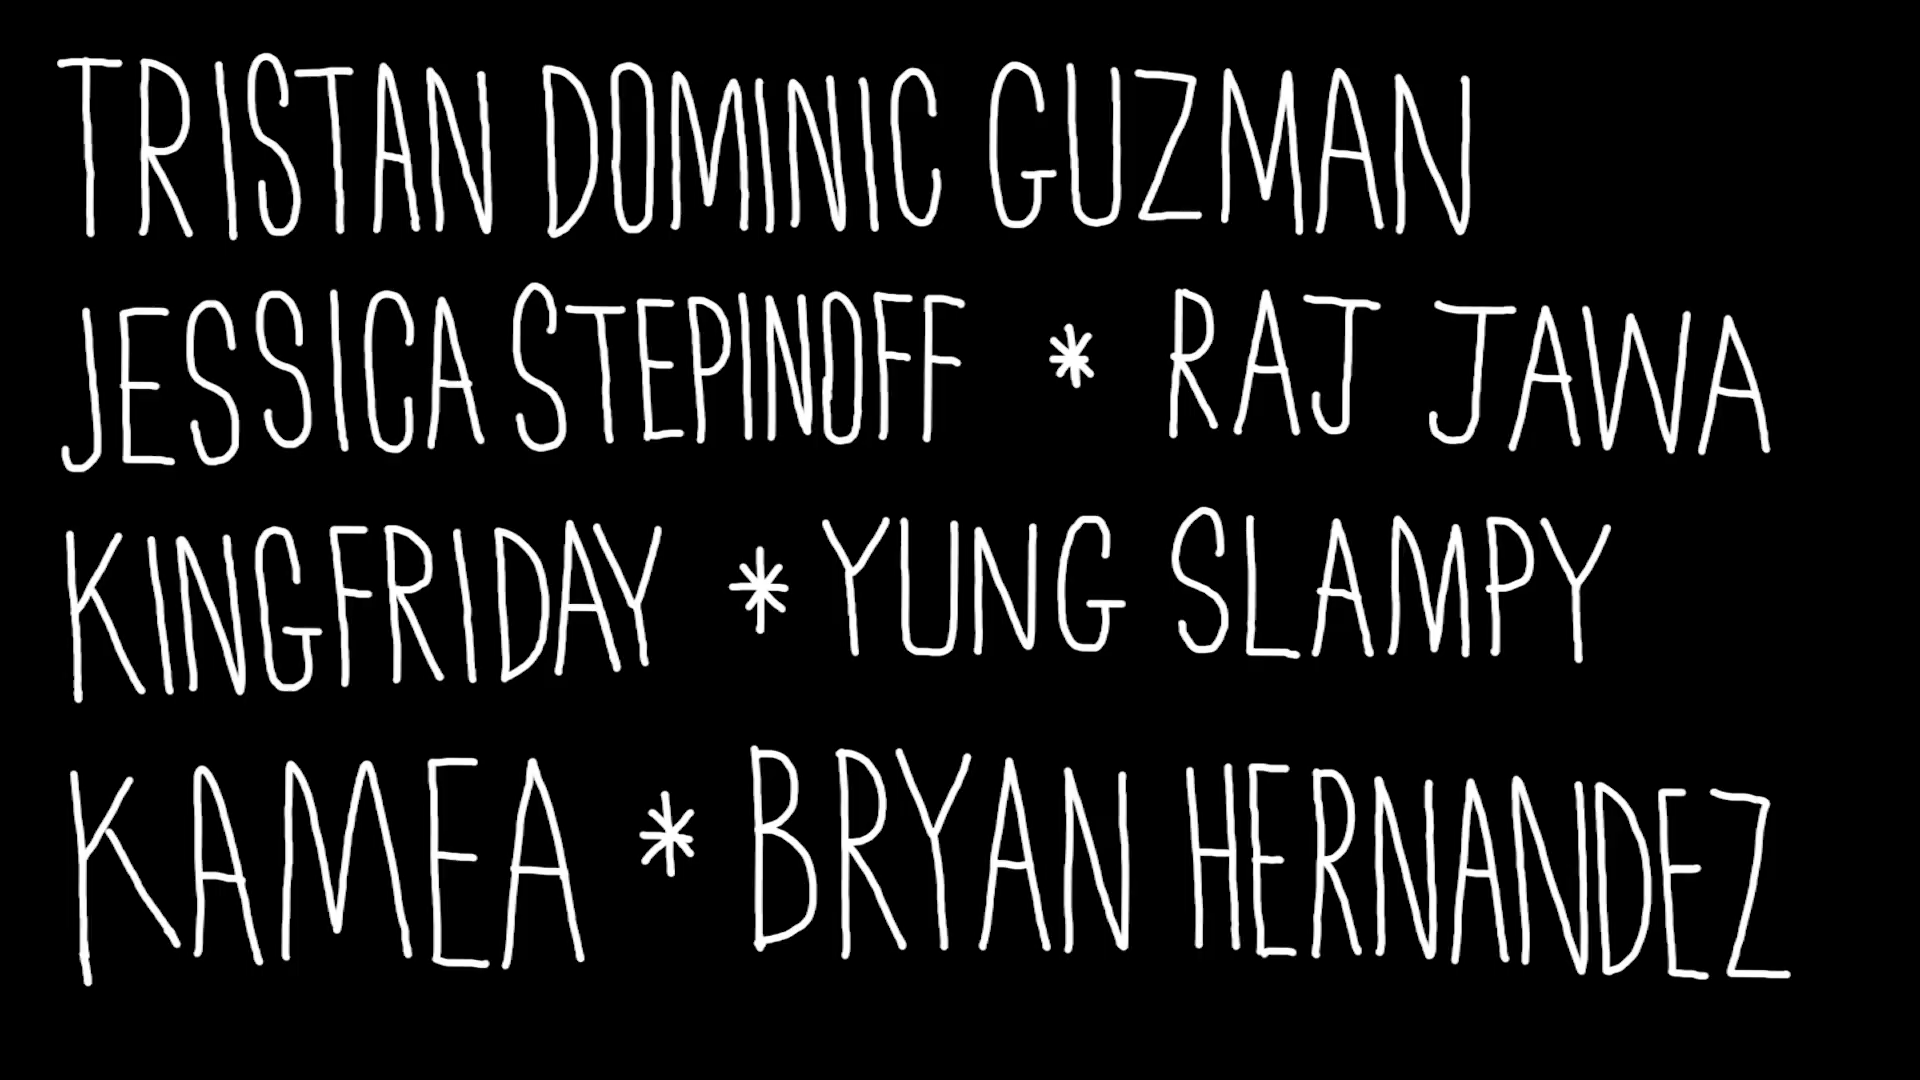 TRISTAN DOMINIC GUZMAN
JESSICA STEPINOFF * RAJ JAWA
KINGFRIDAY * YUNG SLAMPY
KAMEA * BRYAN HERNANDEZ